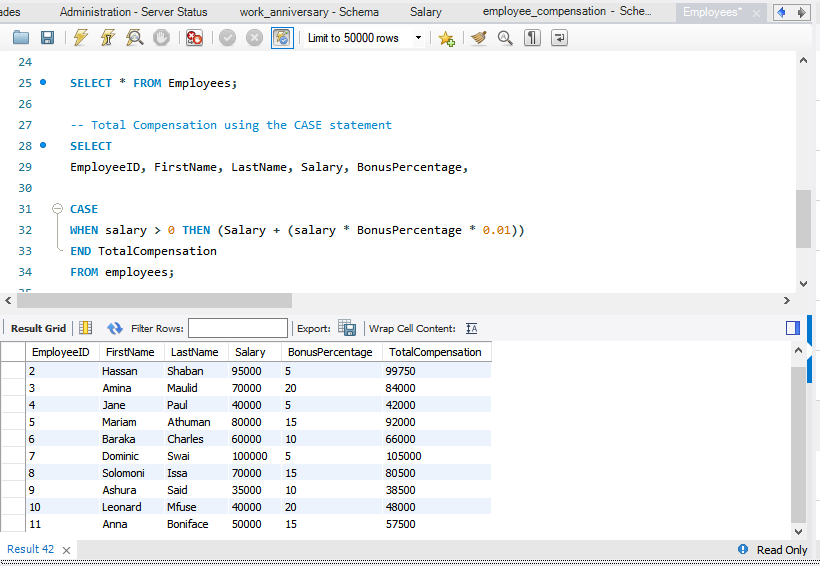 ades Administration - Server Status work_anniversary - Schema Salary employee_compensation - Sche... Employees*
Limit to 50000 rows
24
25 SELECT * FROM Employees;
26
27 -- Total Compensation using the CASE statement
28 SELECT
29 EmployeeID, FirstName, LastName, Salary, BonusPercentage,
30
31 CASE
32 WHEN salary > 0 THEN (Salary + (salary * BonusPercentage * 0.01))
33 END TotalCompensation
34 FROM employees;
Result Grid Filter Rows: Export: Wrap Cell Content: IA
EmployeeID FirstName LastName Salary BonusPercentage TotalCompensation
2 Hassan Shaban 95000 5 99750
3 Amina Maulid 70000 20 84000
4 Jane Paul 40000 5 42000
5 Mariam Athuman 80000 15 92000
6 Baraka Charles 60000 10 66000
7 Dominic Swai 100000 5 105000
8 Solomoni Issa 70000 15 80500
9 Ashura Said 35000 10 38500
10 Leonard Mfuse 40000 20 48000
11 Anna Boniface 50000 15 57500
Result 42 Read Only